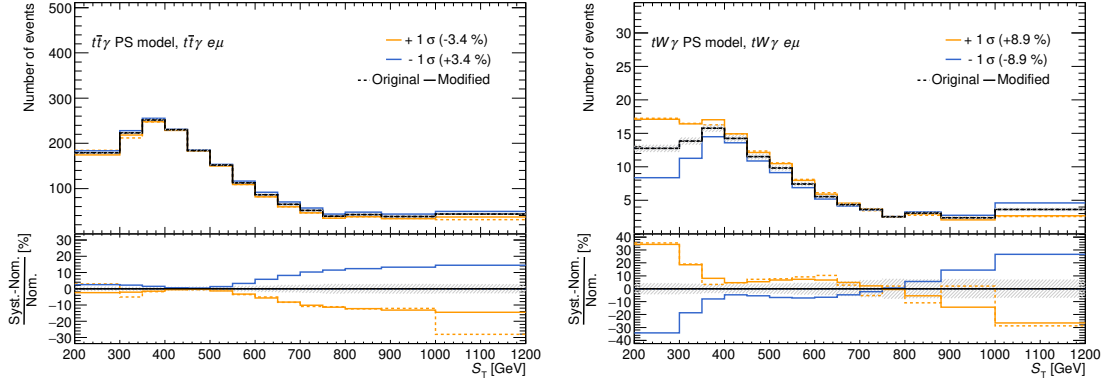 Number of events
500
400
300
200
100
tt̄γ PS model, tt̄γ eμ
+ 1 σ (-3.4 %)
- 1 σ (+3.4 %)
Original Modified
Syst.-Nom. [%]
Nom.
30
20
10
0
−10
−20
−30
200 300 400 500 600 700 800 900 1000 1100 1200
S_T [GeV]
Number of events
30
25
20
15
10
5
tWγ PS model, tWγ eμ
+ 1 σ (+8.9 %)
- 1 σ (-8.9 %)
Original Modified
Syst.-Nom. [%]
Nom.
40
30
20
10
0
−10
−20
−30
−40
200 300 400 500 600 700 800 900 1000 1100 1200
S_T [GeV]